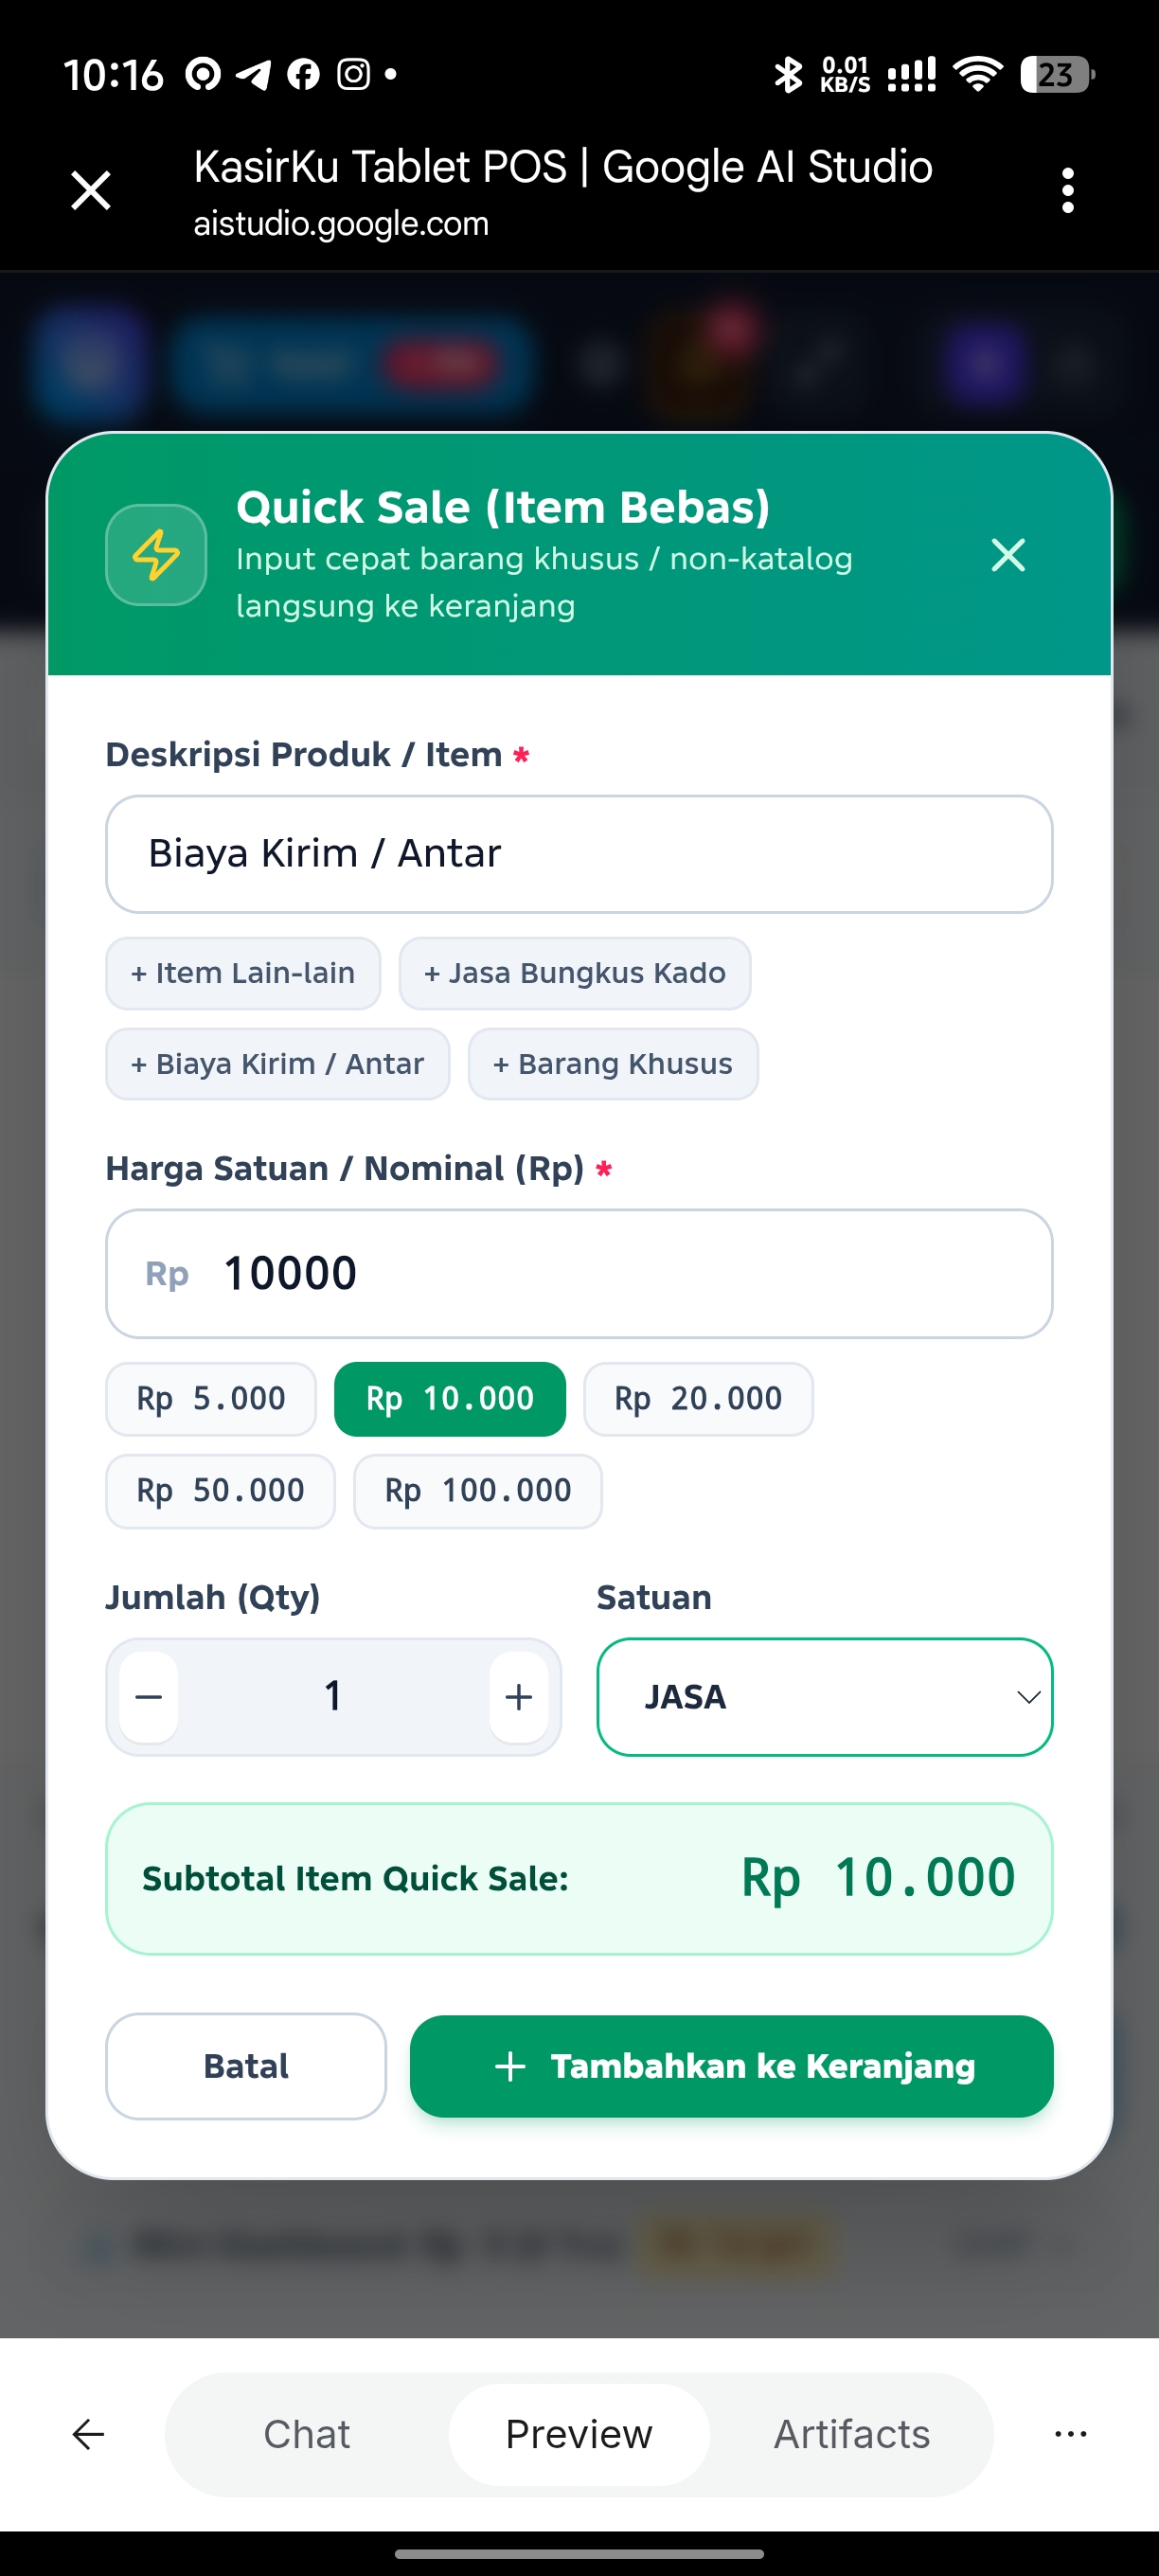 10:16
0.01
KB/S
23
KasirKu Tablet POS | Google AI Studio
aistudio.google.com
Quick Sale (Item Bebas)
Input cepat barang khusus / non-katalog
langsung ke keranjang
Deskripsi Produk / Item *
Biaya Kirim / Antar
+ Item Lain-lain
+ Jasa Bungkus Kado
+ Biaya Kirim / Antar
+ Barang Khusus
Harga Satuan / Nominal (Rp) *
Rp 10000
Rp 5.000
Rp 10.000
Rp 20.000
Rp 50.000
Rp 100.000
Jumlah (Qty)
Satuan
1
JASA
Subtotal Item Quick Sale:
Rp 10.000
Batal
+ Tambahkan ke Keranjang
Chat
Preview
Artifacts